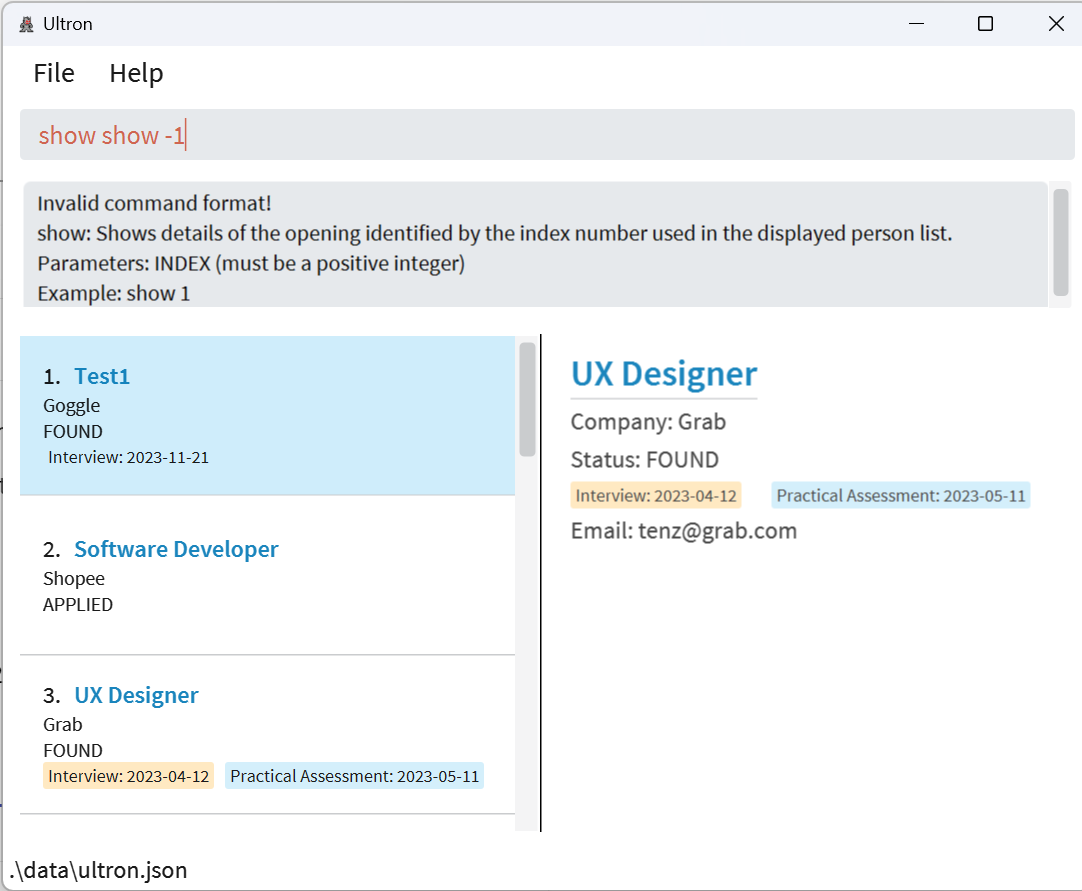 Ultron
File Help
show show -1
Invalid command format!
show: Shows details of the opening identified by the index number used in the displayed person list.
Parameters: INDEX (must be a positive integer)
Example: show 1
1. Test1
Goggle
FOUND
Interview: 2023-11-21
2. Software Developer
Shopee
APPLIED
3. UX Designer
Grab
FOUND
Interview: 2023-04-12 Practical Assessment: 2023-05-11
UX Designer
Company: Grab
Status: FOUND
Interview: 2023-04-12 Practical Assessment: 2023-05-11
Email: tenz@grab.com
.\data\ultron.json